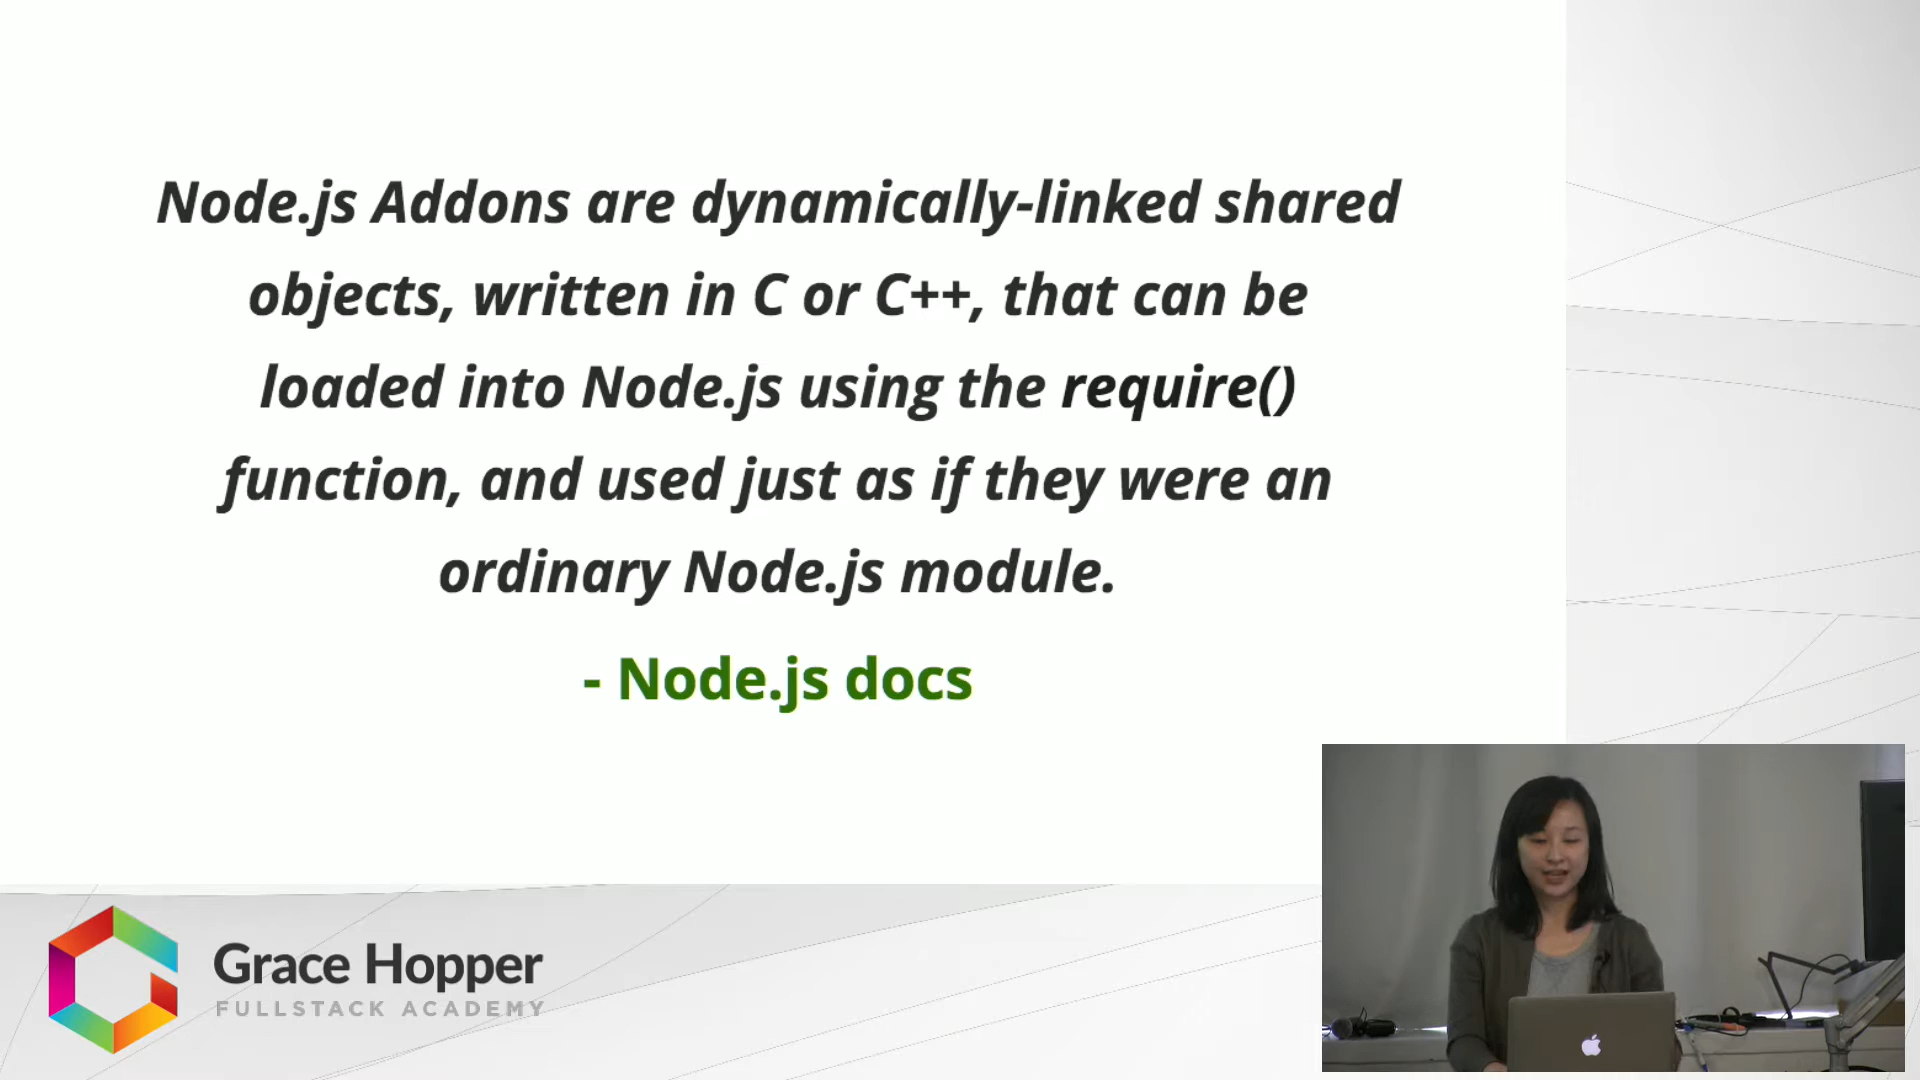 Node.js Addons are dynamically-linked shared
objects, written in C or C++, that can be
loaded into Node.js using the require()
function, and used just as if they were an
ordinary Node.js module.
- Node.js docs
Grace Hopper
FULLSTACK ACADEMY